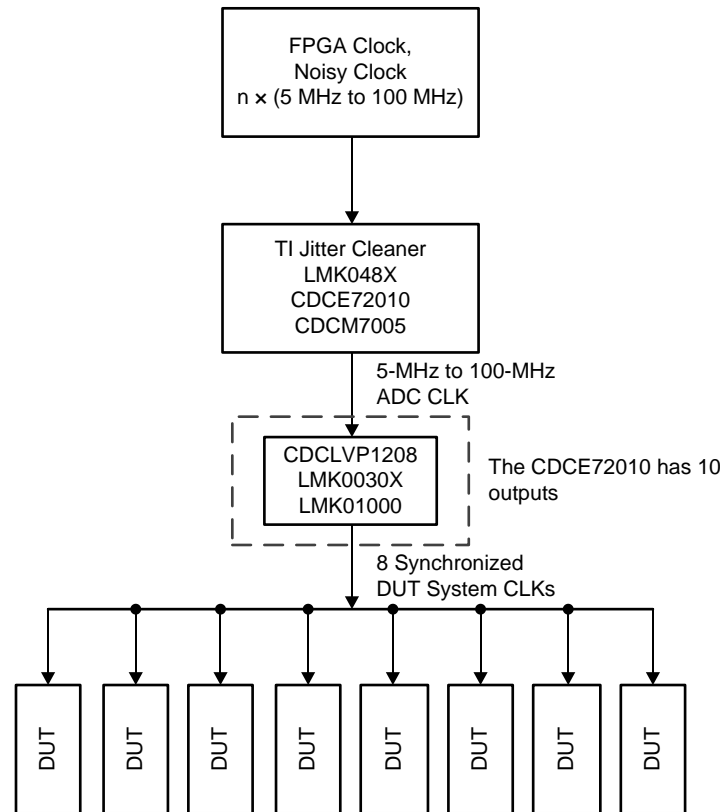 FPGA Clock,
Noisy Clock
n × (5 MHz to 100 MHz)
TI Jitter Cleaner
LMK048X
CDCE72010
CDCM7005
5-MHz to 100-MHz
ADC CLK
CDCLVP1208
LMK0030X
LMK01000
The CDCE72010 has 10
outputs
8 Synchronized
DUT System CLKs
DUT
DUT
DUT
DUT
DUT
DUT
DUT
DUT